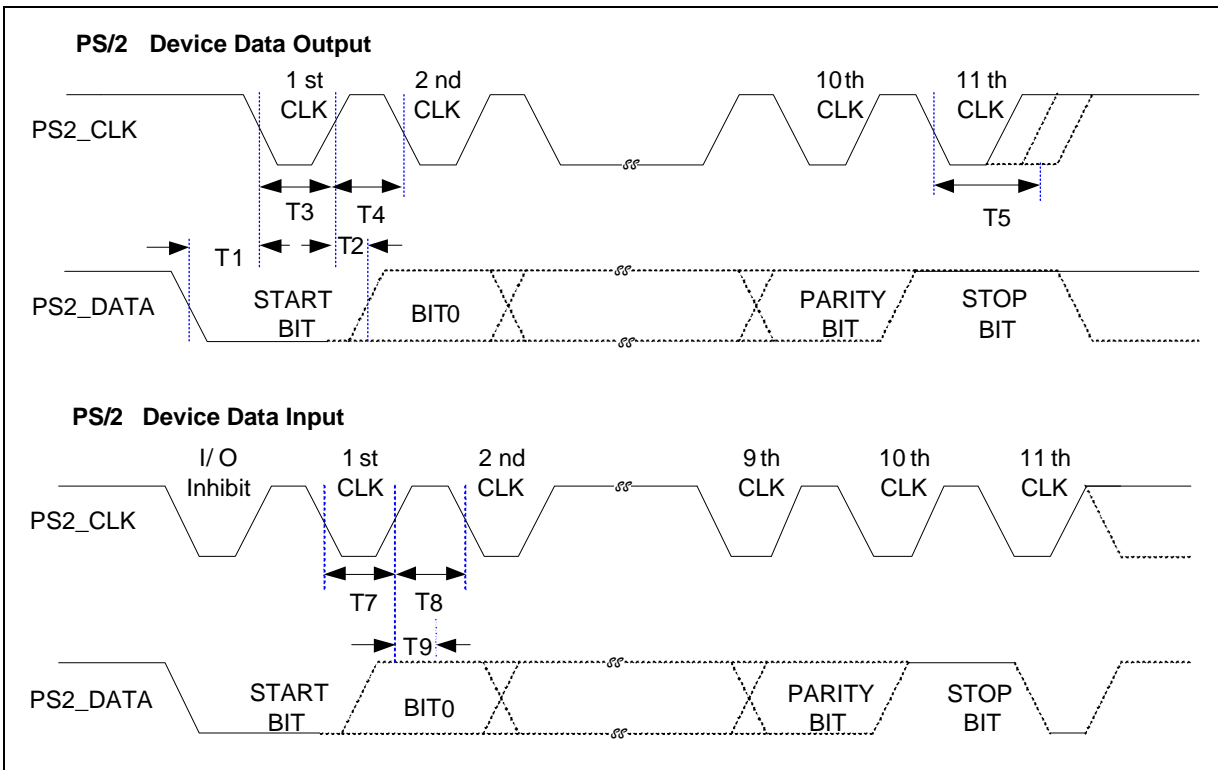 PS/2 Device Data Output
1 st 2 nd 10 th 11 th
CLK CLK CLK CLK
PS2_CLK
T3 T4 T5
T1 T2
PS2_DATA START BIT0 PARITY STOP
BIT BIT BIT
PS/2 Device Data Input
I/ O 1 st 2 nd 9 th 10 th 11 th
Inhibit CLK CLK CLK CLK CLK
PS2_CLK
T7 T8
T9
PS2_DATA START BIT0 PARITY STOP
BIT BIT BIT